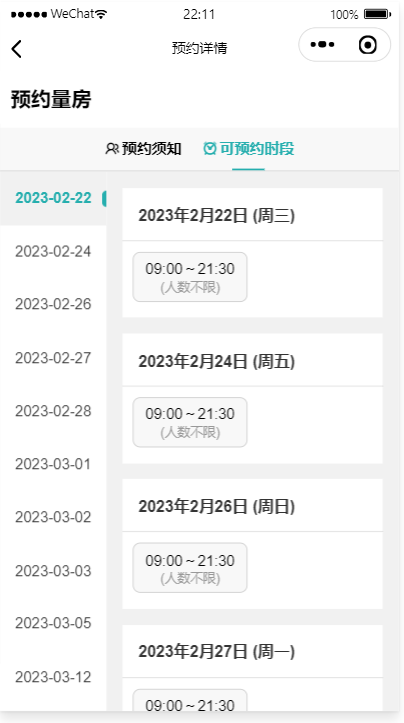 WeChat 22:11 100%
预约详情
预约量房
预约须知 可预约时段
2023-02-22
2023-02-24
2023-02-26
2023-02-27
2023-02-28
2023-03-01
2023-03-02
2023-03-03
2023-03-05
2023-03-12
2023年2月22日 (周三)
09:00~21:30
(人数不限)
2023年2月24日 (周五)
09:00~21:30
(人数不限)
2023年2月26日 (周日)
09:00~21:30
(人数不限)
2023年2月27日 (周一)
09:00~21:30